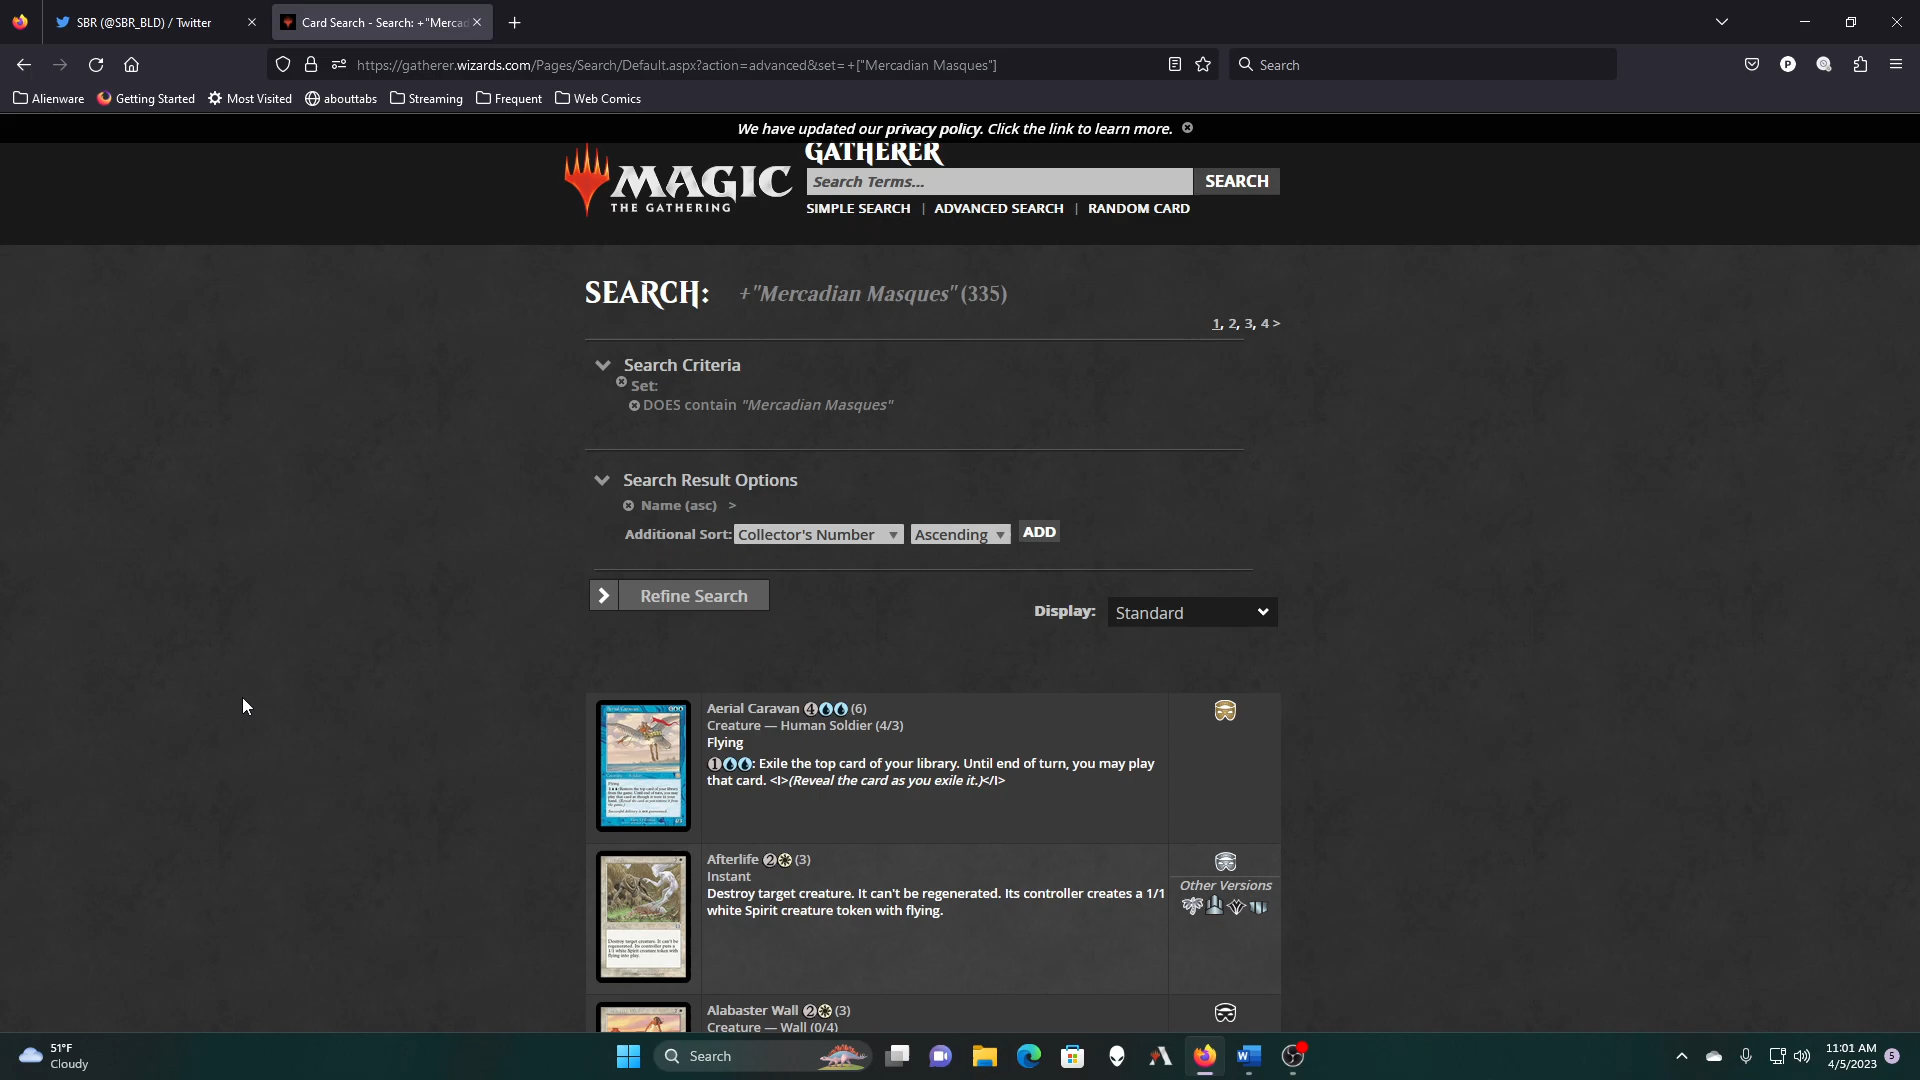 SBR (@SBR_BLD) / Twitter
Card Search - Search: +"Mercad
https://gatherer.wizards.com/Pages/Search/Default.aspx?action=advanced&set=+["Mercadian Masques"]
Search
Alienware
Getting Started
Most Visited
abouttabs
Streaming
Frequent
Web Comics
We have updated our privacy policy. Click the link to learn more.
MAGIC
THE GATHERING
GATHERER
Search Terms...
SEARCH
SIMPLE SEARCH | ADVANCED SEARCH | RANDOM CARD
SEARCH: +"Mercadian Masques" (335)
1, 2, 3, 4 >
Search Criteria
Set:
DOES contain "Mercadian Masques"
Search Result Options
Name (asc) >
Additional Sort: Collector's Number Ascending ADD
Refine Search
Display: Standard
Aerial Caravan 4 (6)
Creature — Human Soldier (4/3)
Flying
1: Exile the top card of your library. Until end of turn, you may play
that card. <I>(Reveal the card as you exile it.)</I>
Afterlife 2 (3)
Instant
Destroy target creature. It can't be regenerated. Its controller creates a 1/1
white Spirit creature token with flying.
Other Versions
Alabaster Wall 2 (3)
Creature — Wall (0/4)
51°F
Cloudy
Search
11:01 AM
4/5/2023
5